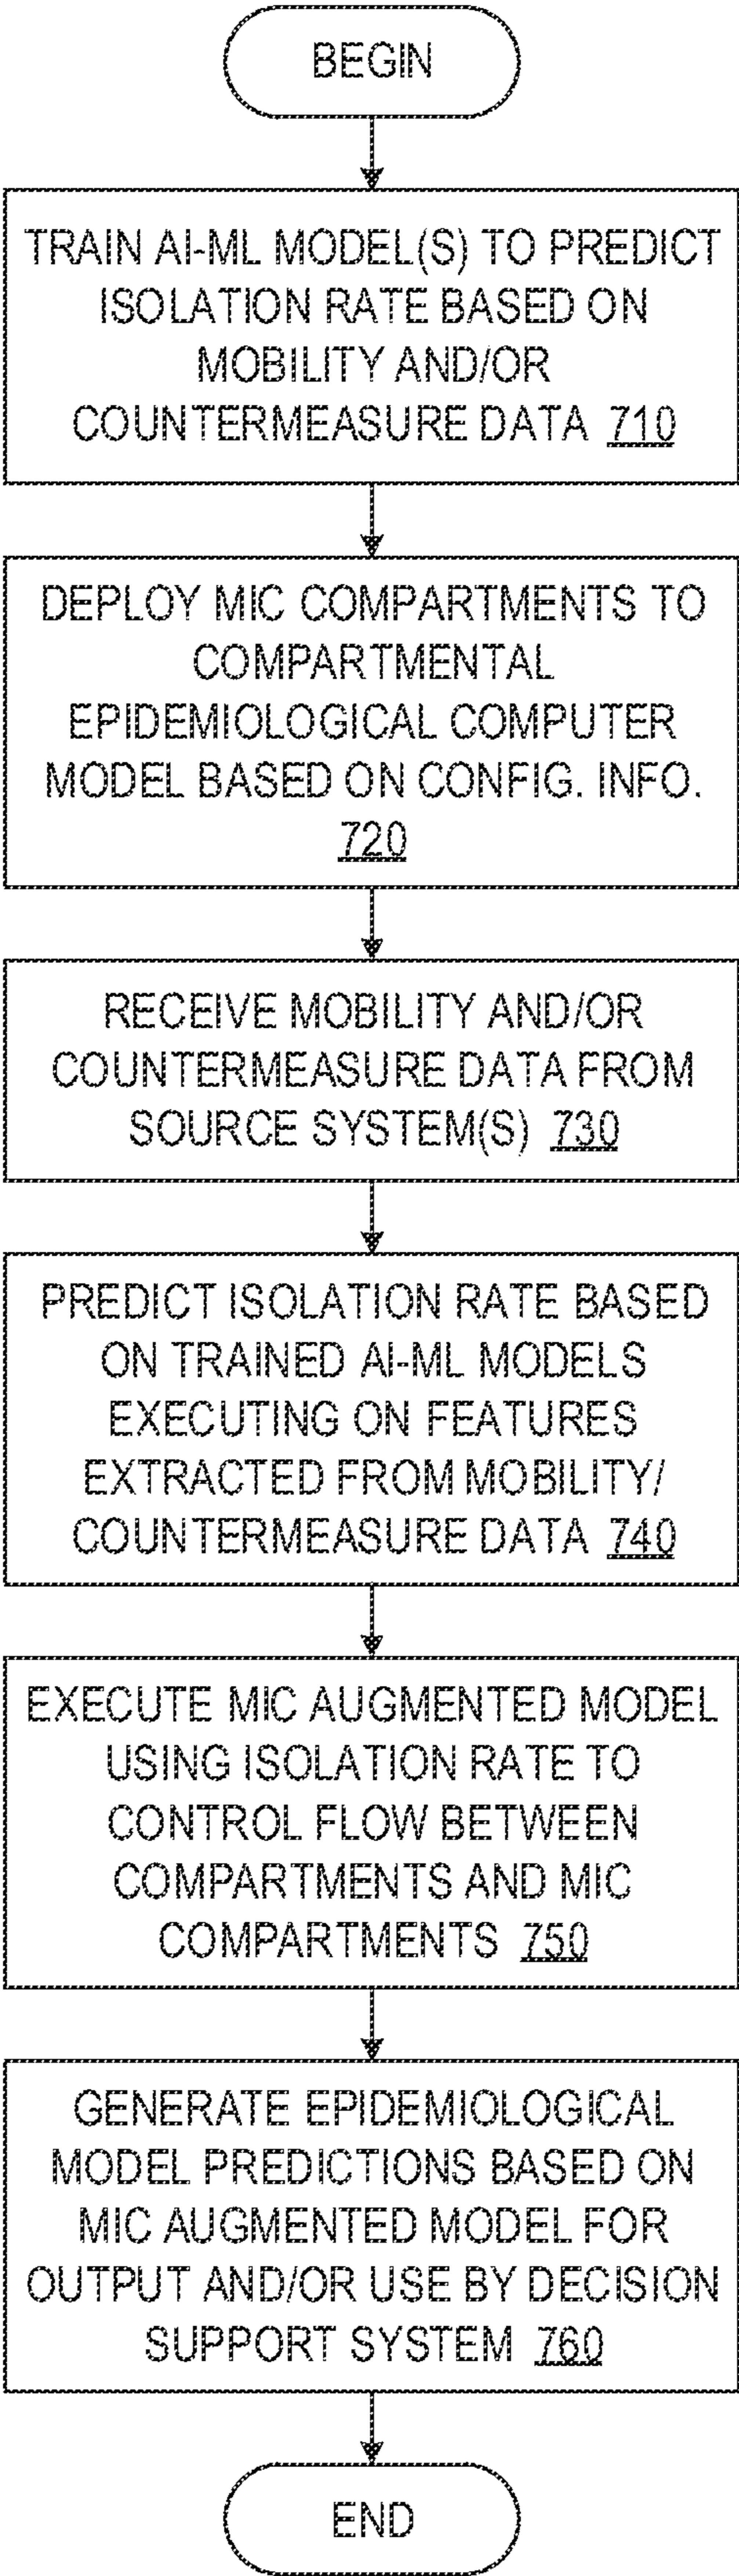 BEGIN
TRAIN AI-ML MODEL(S) TO PREDICT
ISOLATION RATE BASED ON
MOBILITY AND/OR
COUNTERMEASURE DATA 710
DEPLOY MIC COMPARTMENTS TO
COMPARTMENTAL
EPIDEMIOLOGICAL COMPUTER
MODEL BASED ON CONFIG. INFO.
720
RECEIVE MOBILITY AND/OR
COUNTERMEASURE DATA FROM
SOURCE SYSTEM(S) 730
PREDICT ISOLATION RATE BASED
ON TRAINED AI-ML MODELS
EXECUTING ON FEATURES
EXTRACTED FROM MOBILITY/
COUNTERMEASURE DATA 740
EXECUTE MIC AUGMENTED MODEL
USING ISOLATION RATE TO
CONTROL FLOW BETWEEN
COMPARTMENTS AND MIC
COMPARTMENTS 750
GENERATE EPIDEMIOLOGICAL
MODEL PREDICTIONS BASED ON
MIC AUGMENTED MODEL FOR
OUTPUT AND/OR USE BY DECISION
SUPPORT SYSTEM 760
END